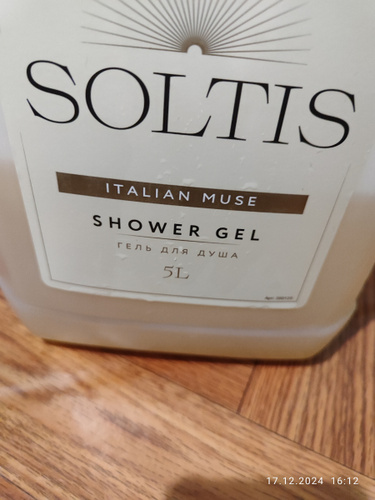 SOLTIS
ITALIAN MUSE
SHOWER GEL
ГЕЛЬ ДЛЯ ДУША
5L
17.12.2024 16:12